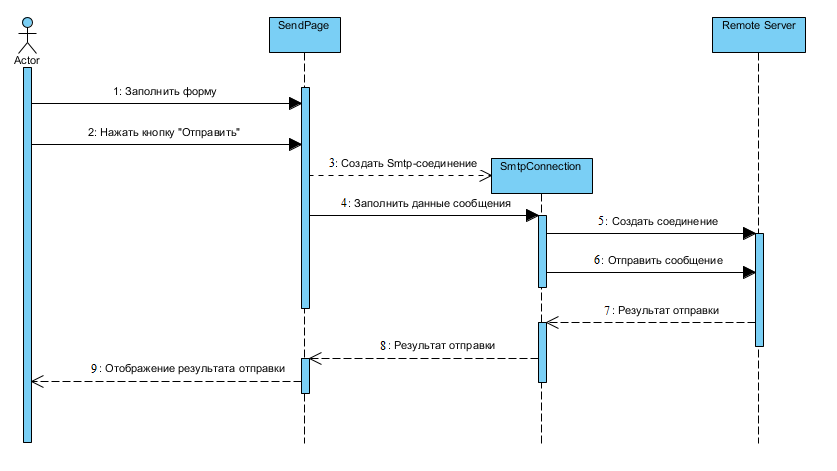 SendPage
Remote Server
Actor
1: Заполнить форму
2: Нажать кнопку "Отправить"
3: Создать Smtp-соединение
SmtpConnection
4: Заполнить данные сообщения
5: Создать соединение
6: Отправить сообщение
7: Результат отправки
8: Результат отправки
9: Отображение результата отправки